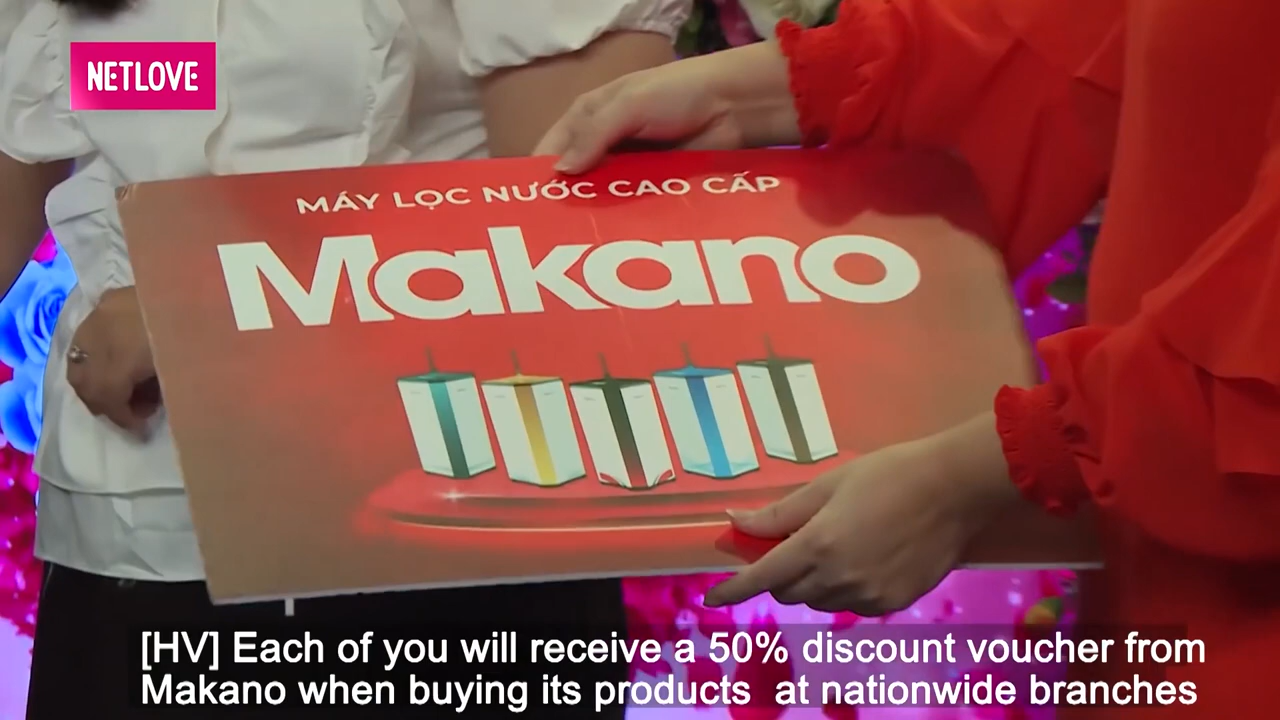 NETLOVE
MÁY LỌC NƯỚC CAO CẤP
Makano
[HV] Each of you will receive a 50% discount voucher from
Makano when buying its products  at nationwide branches